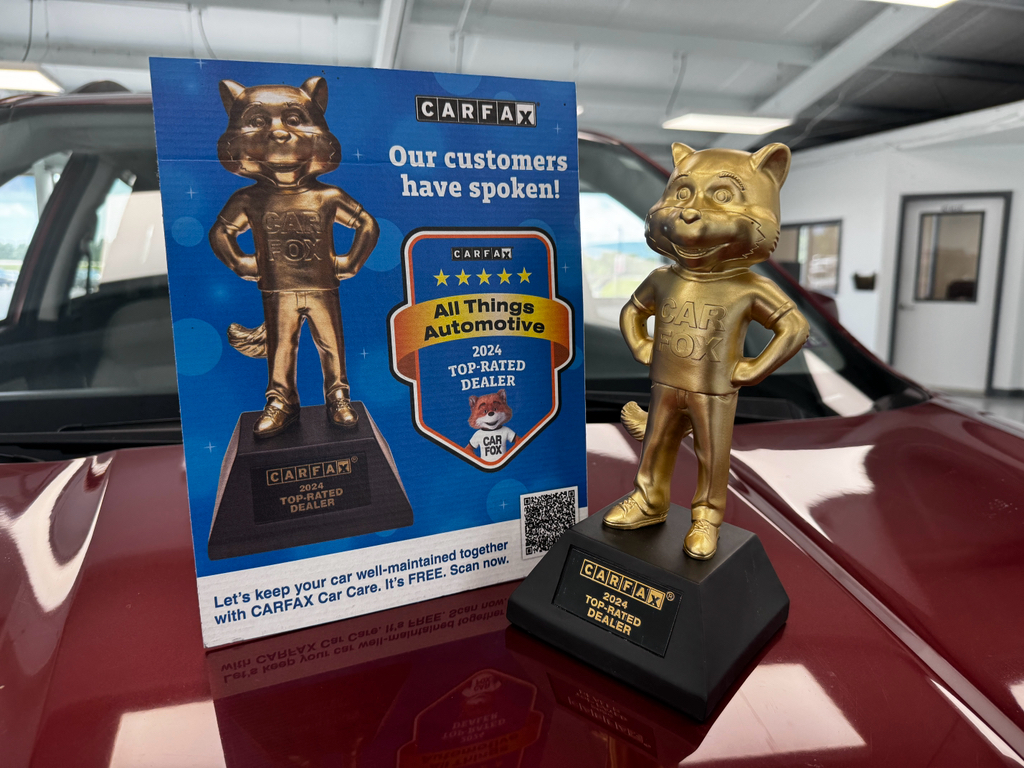 CARFAX
Our customers
have spoken!
CAR
FOX
CARFAX
All Things
Automotive
2024
TOP-RATED
DEALER
CAR
FOX
CARFAX®
2024
TOP-RATED
DEALER
Let's keep your car well-maintained together
with CARFAX Car Care. It's FREE. Scan now.
CAR
FOX
CARFAX®
2024
TOP-RATED
DEALER